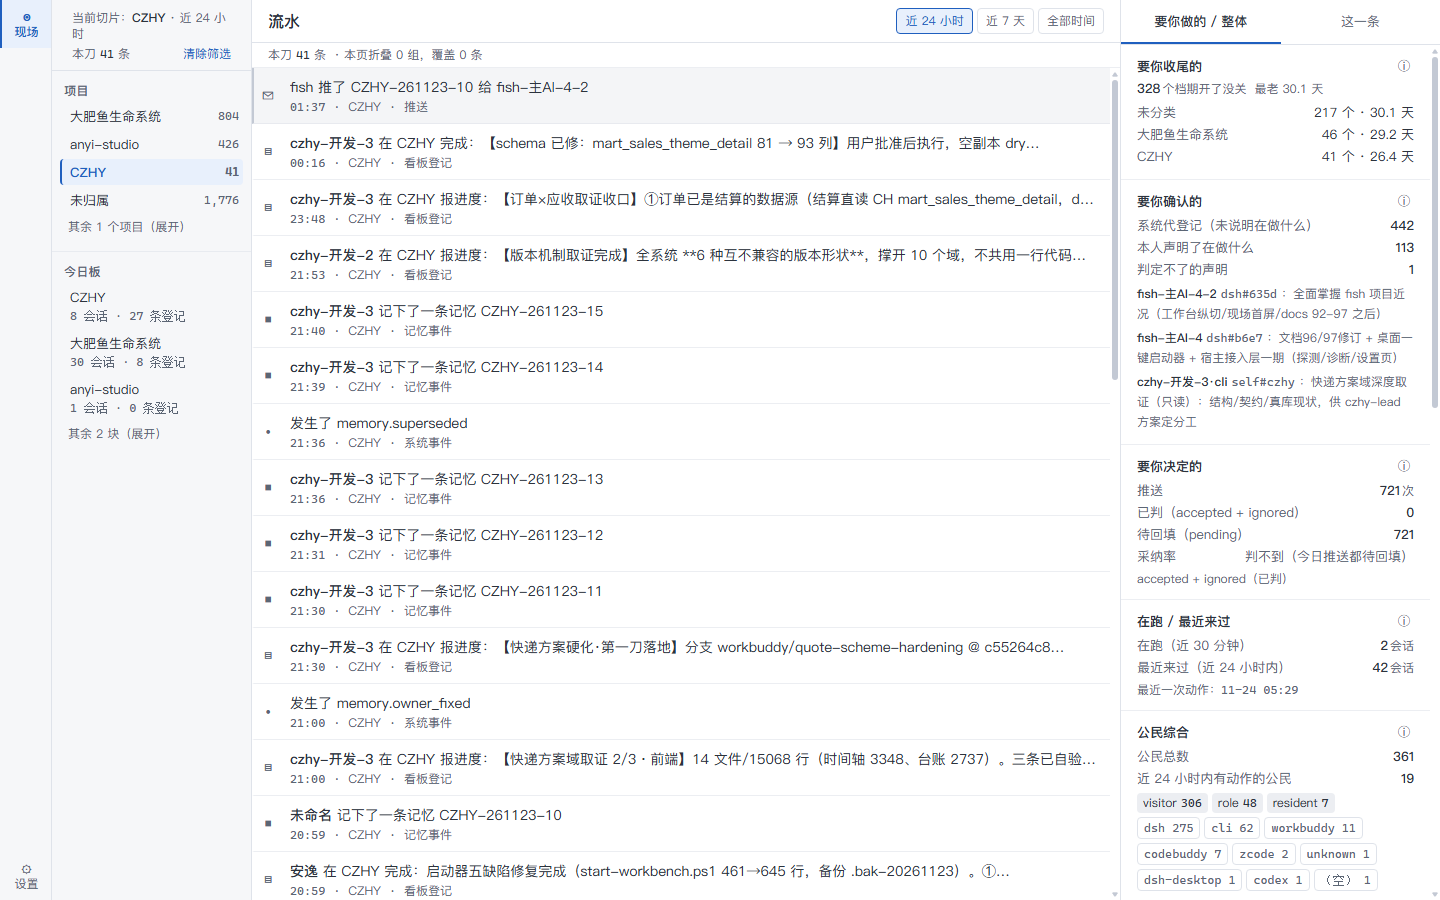 现场
设置
当前切片：CZHY · 近 24 小
时
本刀 41 条 清除筛选
项目
大肥鱼生命系统 804
anyi-studio 426
CZHY 41
未归属 1,776
其余 1 个项目（展开）
今日板
CZHY
8 会话 · 27 条登记
大肥鱼生命系统
30 会话 · 8 条登记
anyi-studio
1 会话 · 0 条登记
其余 2 块（展开）
流水
近 24 小时 近 7 天 全部时间
本刀 41 条 · 本页折叠 0 组，覆盖 0 条
fish 推了 CZHY-261123-10 给 fish-主AI-4-2
01:37 · CZHY · 推送
czhy-开发-3 在 CZHY 完成：【schema 已修：mart_sales_theme_detail 81 → 93 列】用户批准后执行，空副本 dry…
00:16 · CZHY · 看板登记
czhy-开发-3 在 CZHY 报进度：【订单×应收取证收口】①订单已是结算的数据源（结算直读 CH mart_sales_theme_detail，d…
23:48 · CZHY · 看板登记
czhy-开发-2 在 CZHY 报进度：【版本机制取证完成】全系统 **6 种互不兼容的版本形状**，撑开 10 个域，不共用一行代码…
21:53 · CZHY · 看板登记
czhy-开发-3 记下了一条记忆 CZHY-261123-15
21:40 · CZHY · 记忆事件
czhy-开发-3 记下了一条记忆 CZHY-261123-14
21:39 · CZHY · 记忆事件
发生了 memory.superseded
21:36 · CZHY · 系统事件
czhy-开发-3 记下了一条记忆 CZHY-261123-13
21:36 · CZHY · 记忆事件
czhy-开发-3 记下了一条记忆 CZHY-261123-12
21:31 · CZHY · 记忆事件
czhy-开发-3 记下了一条记忆 CZHY-261123-11
21:30 · CZHY · 记忆事件
czhy-开发-3 在 CZHY 报进度：【快递方案硬化·第一刀落地】分支 workbuddy/quote-scheme-hardening @ c55264c8…
21:30 · CZHY · 看板登记
发生了 memory.owner_fixed
21:00 · CZHY · 系统事件
czhy-开发-3 在 CZHY 报进度：【快递方案域取证 2/3 · 前端】14 文件/15068 行（时间轴 3348、台账 2737）。三条已自验…
21:00 · CZHY · 看板登记
未命名 记下了一条记忆 CZHY-261123-10
20:59 · CZHY · 记忆事件
安逸 在 CZHY 完成：启动器五缺陷修复完成（start-workbench.ps1 461→645 行，备份 .bak-20261123）。①…
20:59 · CZHY · 看板登记
要你做的 / 整体 这一条
要你收尾的
328 个档期开了没关 最老 30.1 天
未分类 217 个 · 30.1 天
大肥鱼生命系统 46 个 · 29.2 天
CZHY 41 个 · 26.4 天
要你确认的
系统代登记（未说明在做什么） 442
本人声明了在做什么 113
判定不了的声明 1
fish-主AI-4-2 dsh#635d： 全面掌握 fish 项目近
况（工作台纵切/现场首屏/docs 92-97 之后）
fish-主AI-4 dsh#b6e7： 文档96/97修订 + 桌面一
键启动器 + 宿主接入层一期（探测/诊断/设置页）
czhy-开发-3·cli self#czhy： 快递方案域深度取
证（只读）：结构/契约/真库现状，供 czhy-lead
方案定分工
要你决定的
推送 721次
已判（accepted + ignored） 0
待回填（pending） 721
采纳率 判不到（今日推送都待回填）
accepted + ignored（已判）
在跑 / 最近来过
在跑（近 30 分钟） 2会话
最近来过（近 24 小时内） 42会话
最近一次动作：11-24 05:29
公民综合
公民总数 361
近 24 小时内有动作的公民 19
visitor 306 role 48 resident 7
dsh 275 cli 62 workbuddy 11
codebuddy 7 zcode 2 unknown 1
dsh-desktop 1 codex 1 （空） 1